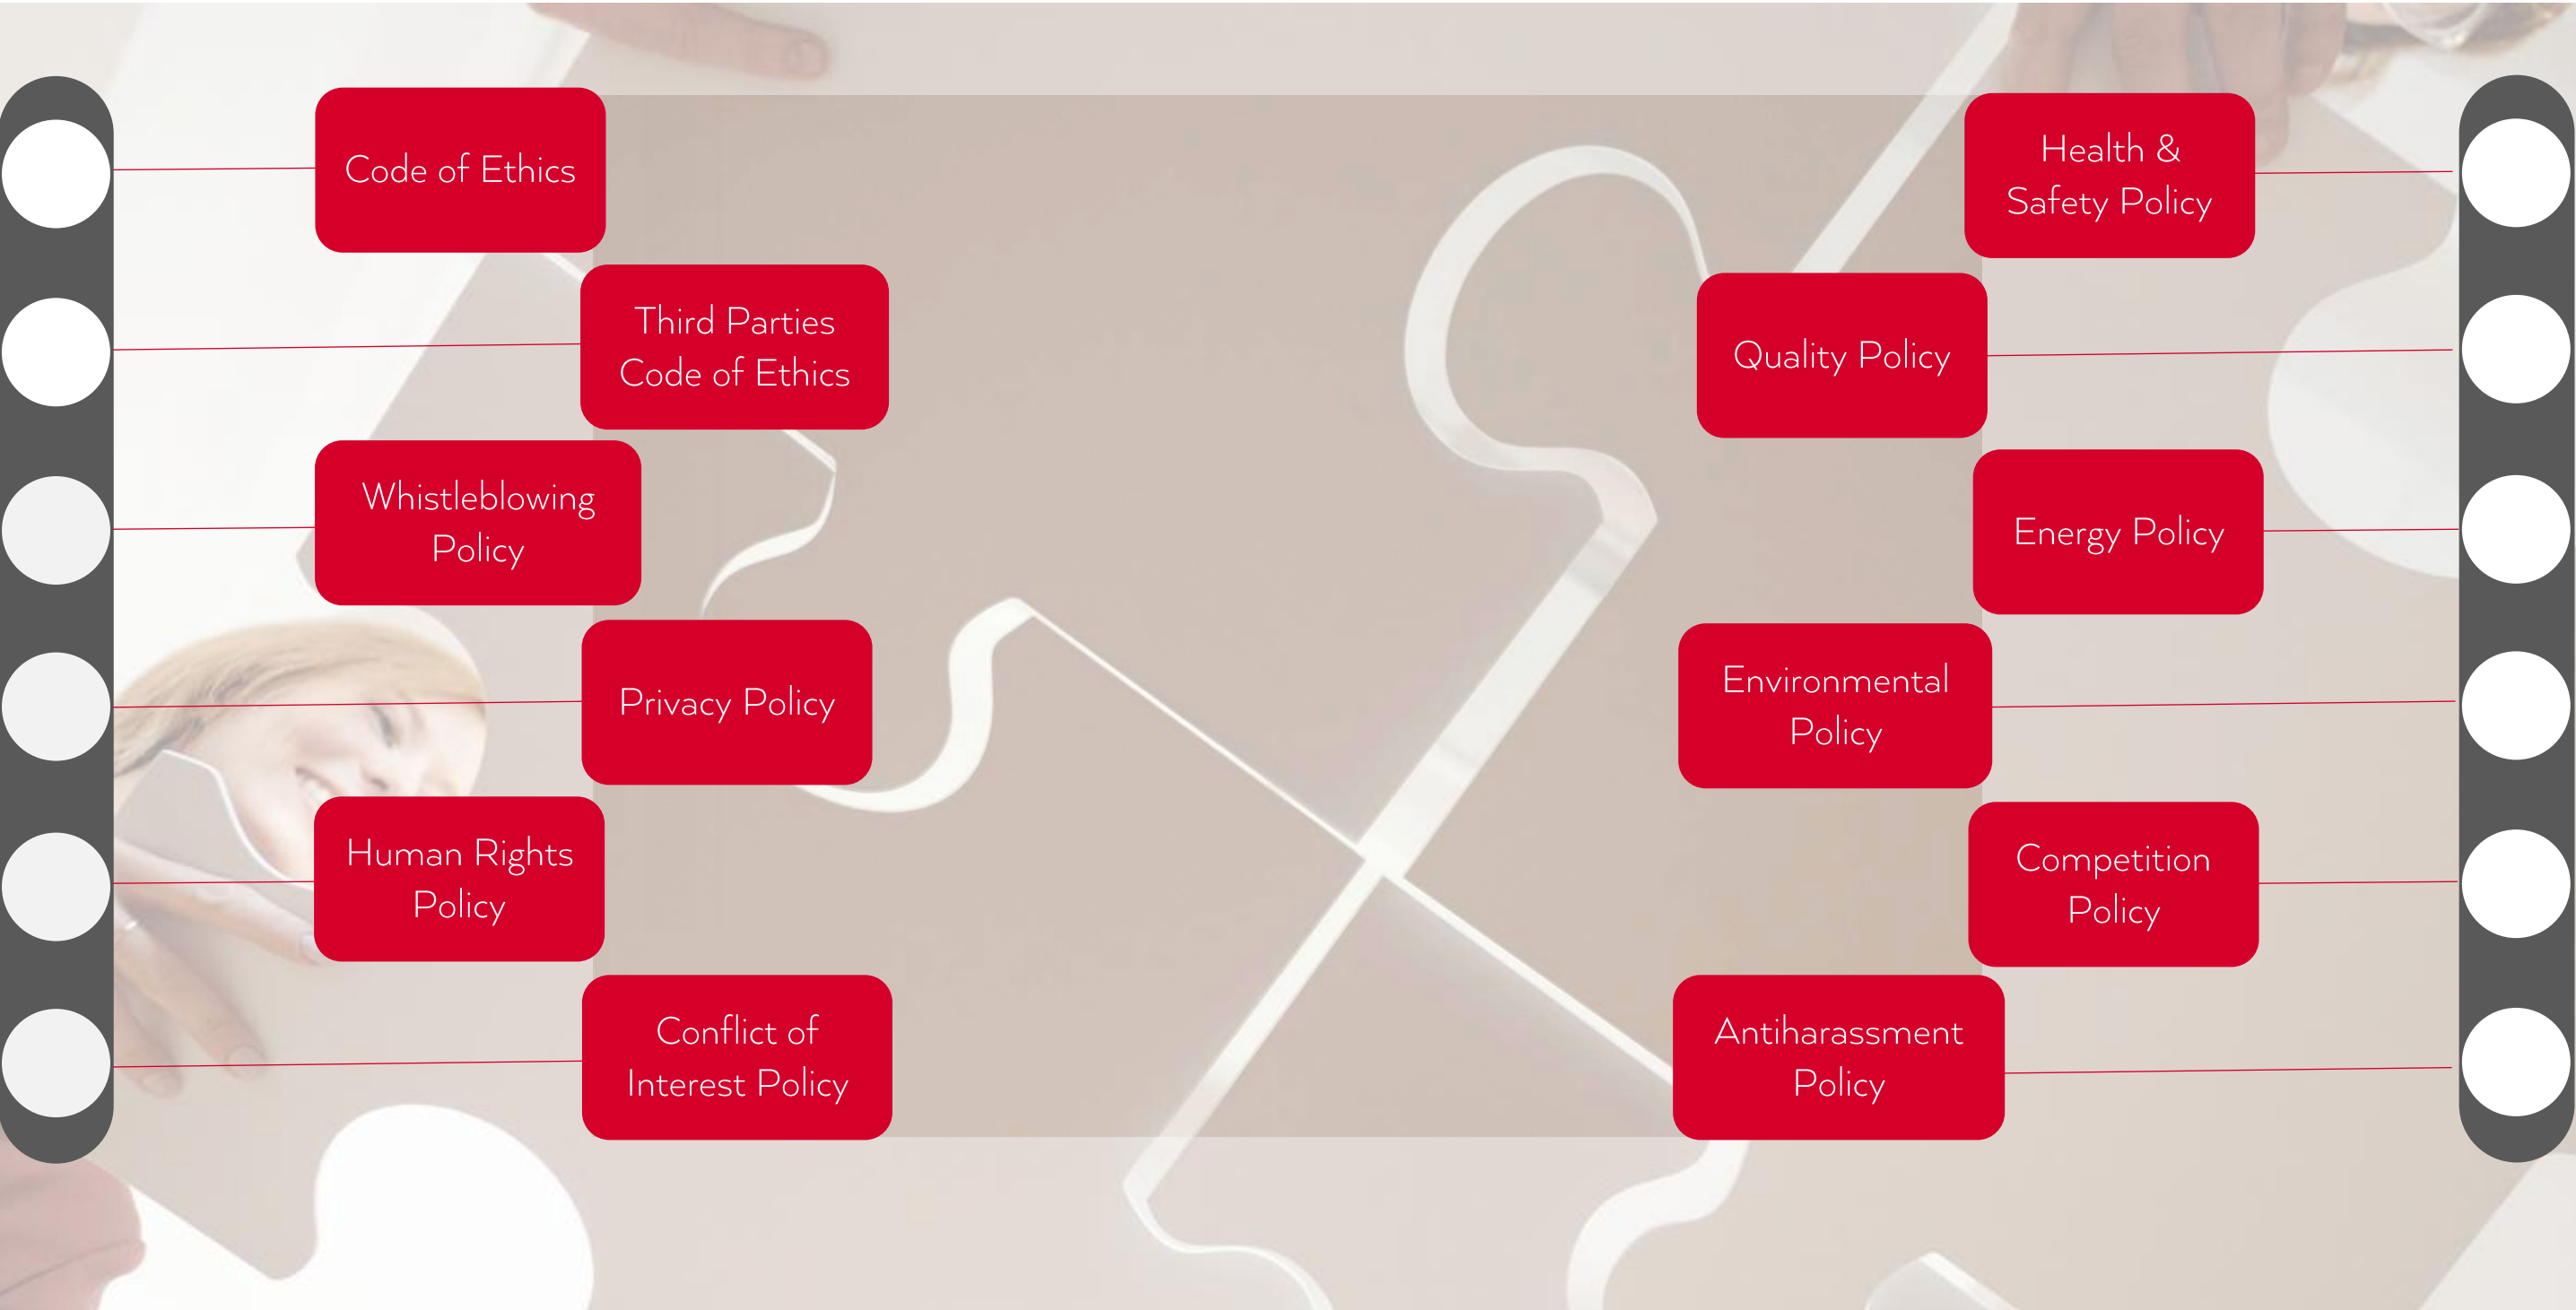 Code of Ethics
Third Parties
Code of Ethics
Whistleblowing
Policy
Privacy Policy
Human Rights
Policy
Conflict of
Interest Policy
Health &
Safety Policy
Quality Policy
Energy Policy
Environmental
Policy
Competition
Policy
Antiharassment
Policy